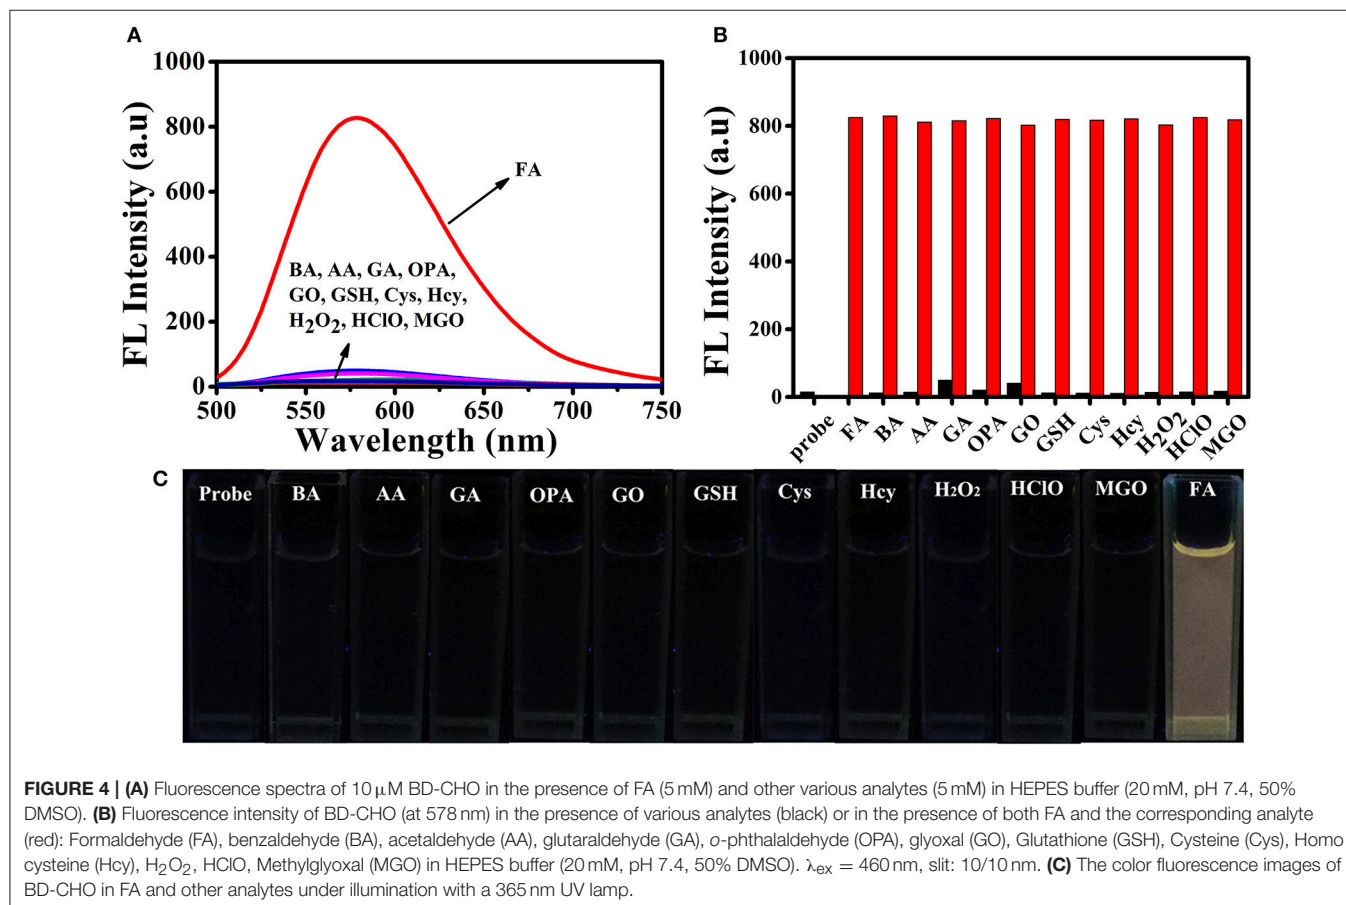 A
1000
800
600
400
200
0
FL Intensity (a.u)
FA
BA, AA, GA, OPA,
GO, GSH, Cys, Hcy,
H2O2, HClO, MGO
500 550 600 650 700 750
Wavelength (nm)
B
1000
800
600
400
200
0
FL Intensity (a.u)
probe FA BA AA GA OPA GO GSH Cys Hcy H2O2 HClO MGO
C
Probe BA AA GA OPA GO GSH Cys Hcy H2O2 HClO MGO FA
FIGURE 4 | (A) Fluorescence spectra of 10 μM BD-CHO in the presence of FA (5 mM) and other various analytes (5 mM) in HEPES buffer (20 mM, pH 7.4, 50%
DMSO). (B) Fluorescence intensity of BD-CHO (at 578 nm) in the presence of various analytes (black) or in the presence of both FA and the corresponding analyte
(red): Formaldehyde (FA), benzaldehyde (BA), acetaldehyde (AA), glutaraldehyde (GA), o-phthalaldehyde (OPA), glyoxal (GO), Glutathione (GSH), Cysteine (Cys), Homo
cysteine (Hcy), H2O2, HClO, Methylglyoxal (MGO) in HEPES buffer (20 mM, pH 7.4, 50% DMSO). λex = 460 nm, slit: 10/10 nm. (C) The color fluorescence images of
BD-CHO in FA and other analytes under illumination with a 365 nm UV lamp.